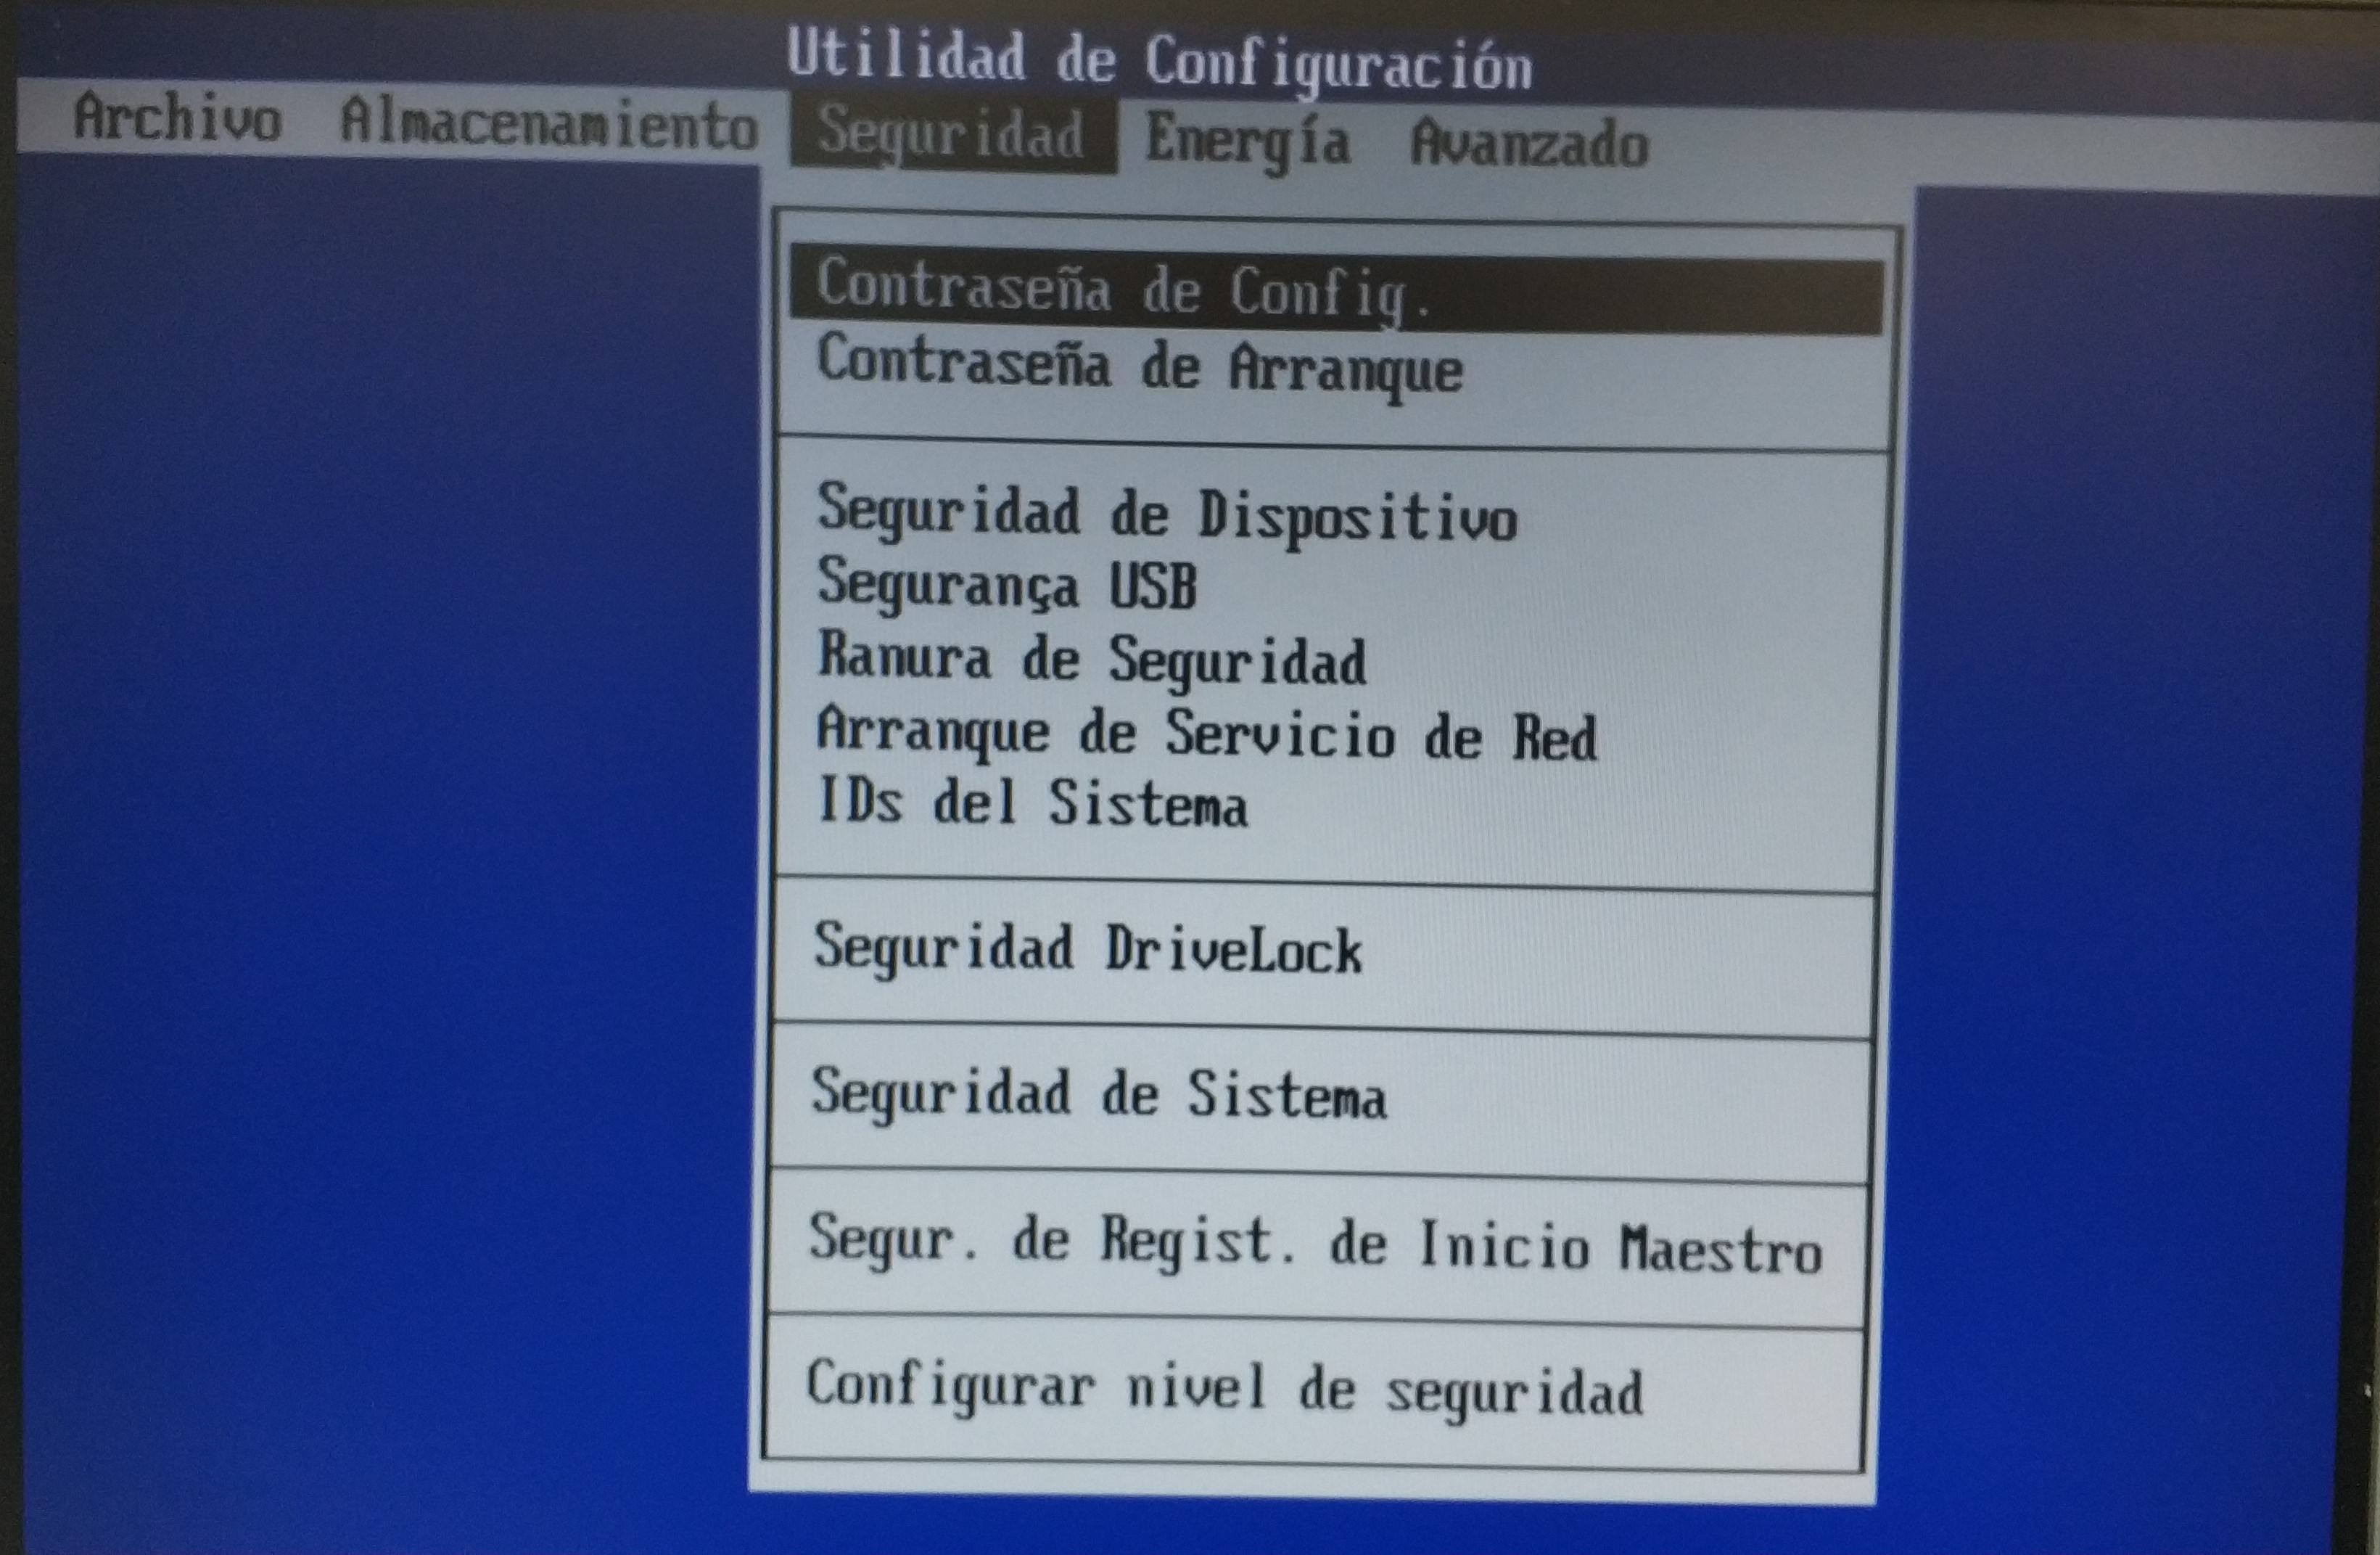 Utilidad de Configuración
Archivo Almacenamiento Seguridad Energía Avanzado
Contraseña de Config.
Contraseña de Arranque
Seguridad de Dispositivo
Segurança USB
Ranura de Seguridad
Arranque de Servicio de Red
IDs del Sistema
Seguridad DriveLock
Seguridad de Sistema
Segur. de Regist. de Inicio Maestro
Configurar nivel de seguridad